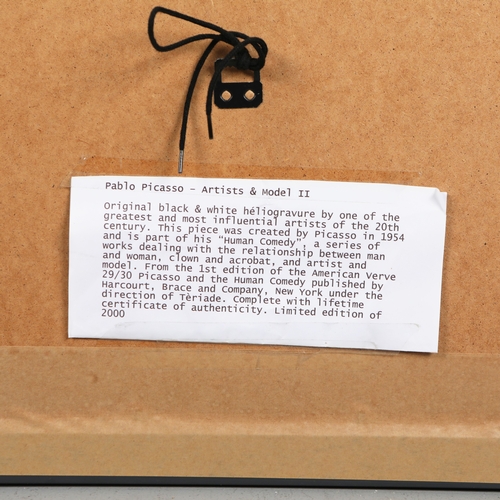 Pablo Picasso - Artists & Model II
Original black & white héliogravure by one of the
greatest and most influential artists of the 20th
century. This piece was created by Picasso in 1954
and is part of his "Human Comedy", a series of
works dealing with the relationship between man
and woman, clown and acrobat, and artist and
model. From the 1st edition of the American Verve
29/30 Picasso and the Human Comedy published by
Harcourt, Brace and Company, New York under the
direction of Tèriade. Complete with lifetime
certificate of authenticity. Limited edition of
2000